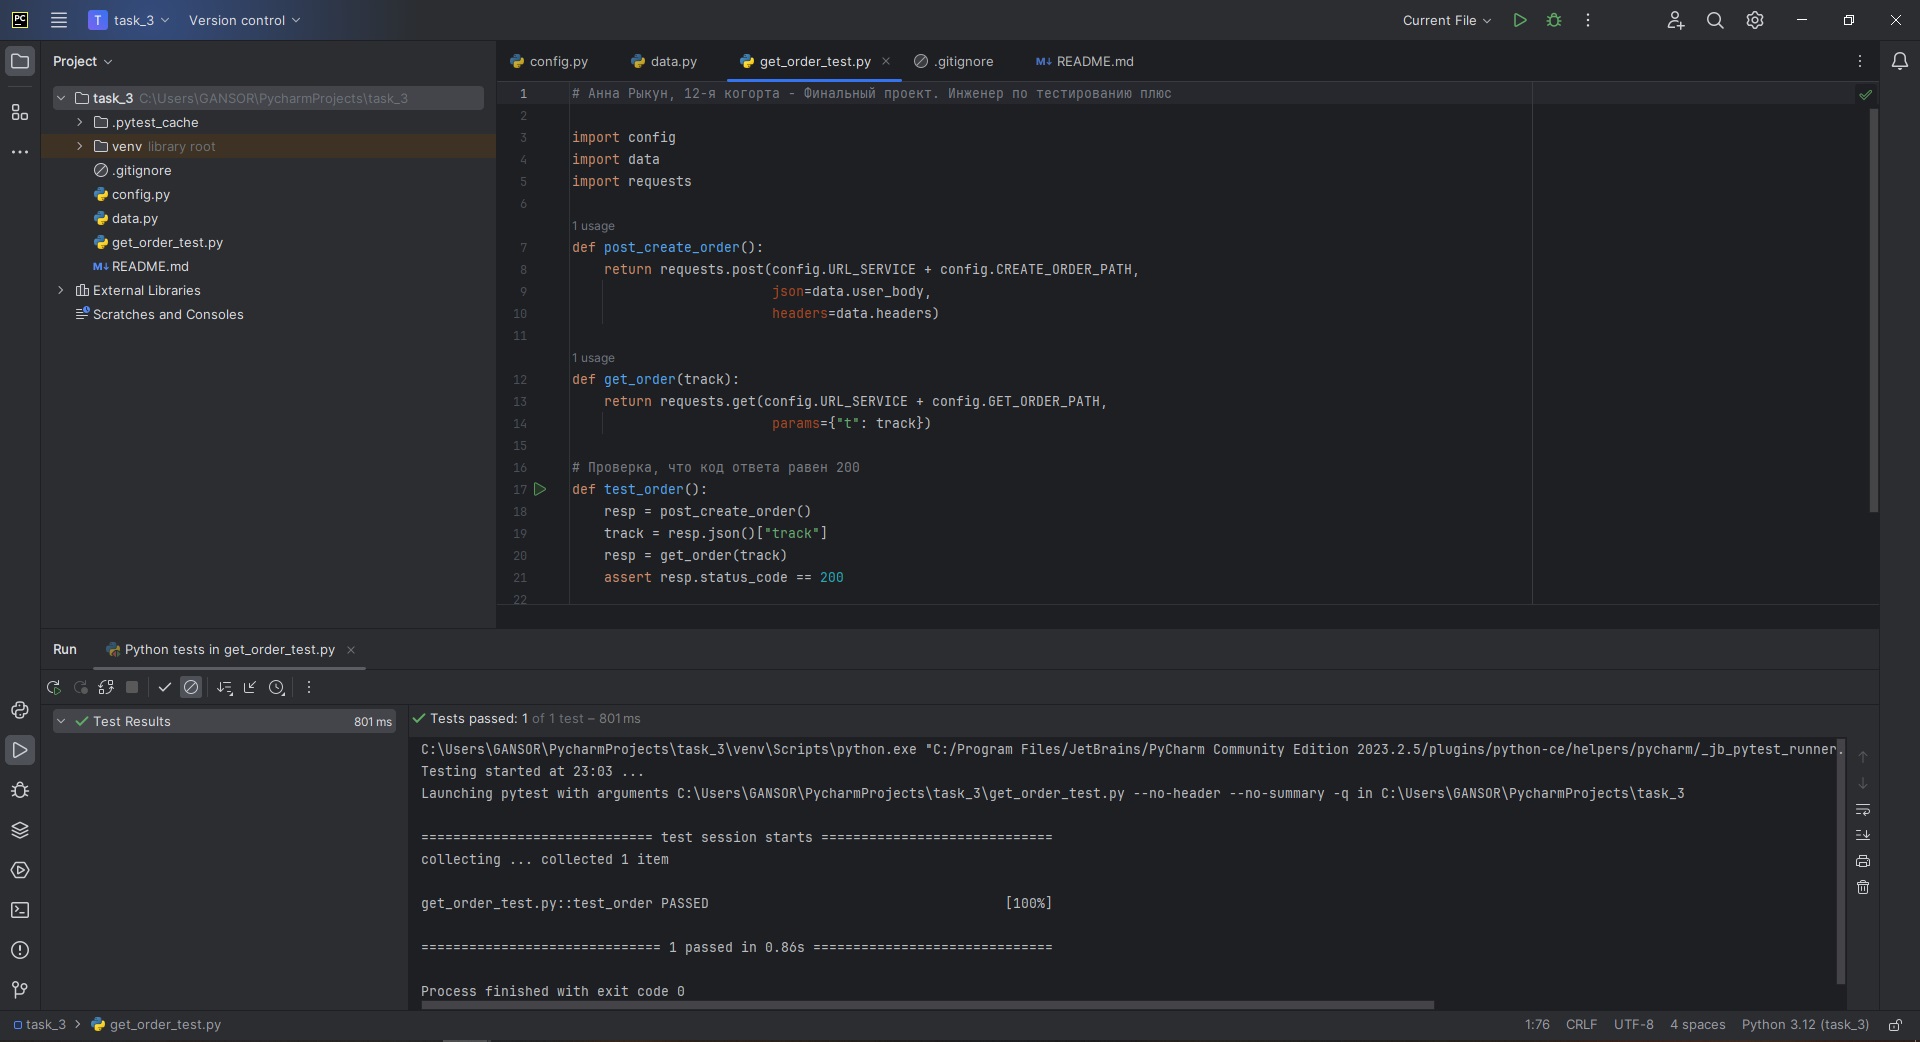 PC
T task_3
Version control
Current File
Project
config.py
data.py
get_order_test.py
.gitignore
M↓ README.md
task_3 C:\Users\GANSOR\PycharmProjects\task_3
.pytest_cache
venv library root
.gitignore
config.py
data.py
get_order_test.py
M↓ README.md
External Libraries
Scratches and Consoles
1 # Анна Рыкун, 12-я когорта - Финальный проект. Инженер по тестированию плюс
2
3 import config
4 import data
5 import requests
6
1 usage
7 def post_create_order():
8 return requests.post(config.URL_SERVICE + config.CREATE_ORDER_PATH,
9 json=data.user_body,
10 headers=data.headers)
11
1 usage
12 def get_order(track):
13 return requests.get(config.URL_SERVICE + config.GET_ORDER_PATH,
14 params={"t": track})
15
16 # Проверка, что код ответа равен 200
17 def test_order():
18 resp = post_create_order()
19 track = resp.json()["track"]
20 resp = get_order(track)
21 assert resp.status_code == 200
22
Run
Python tests in get_order_test.py
Test Results 801 ms
Tests passed: 1 of 1 test – 801 ms
C:\Users\GANSOR\PycharmProjects\task_3\venv\Scripts\python.exe "C:/Program Files/JetBrains/PyCharm Community Edition 2023.2.5/plugins/python-ce/helpers/pycharm/_jb_pytest_runner.
Testing started at 23:03 ...
Launching pytest with arguments C:\Users\GANSOR\PycharmProjects\task_3\get_order_test.py --no-header --no-summary -q in C:\Users\GANSOR\PycharmProjects\task_3
============================= test session starts =============================
collecting ... collected 1 item
get_order_test.py::test_order PASSED [100%]
============================== 1 passed in 0.86s ==============================
Process finished with exit code 0
task_3 > get_order_test.py
1:76 CRLF UTF-8 4 spaces Python 3.12 (task_3)